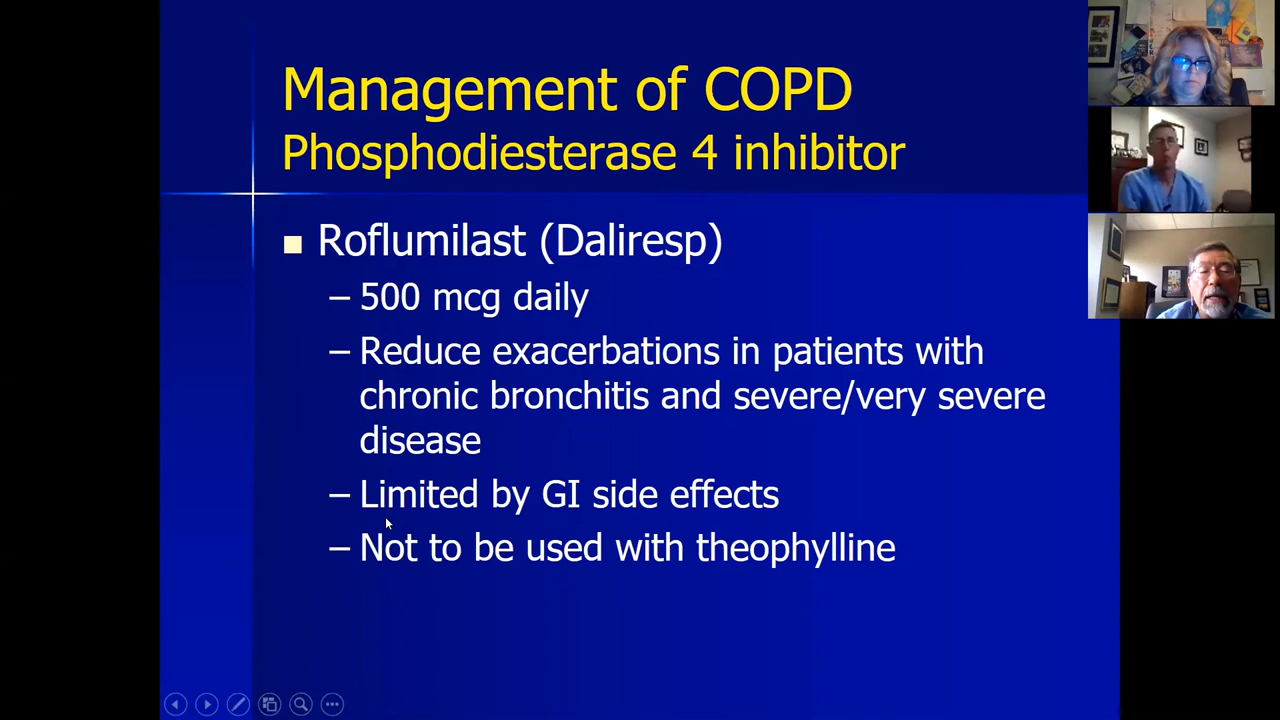 Management of COPD
Phosphodiesterase 4 inhibitor
Roflumilast (Daliresp)
– 500 mcg daily
– Reduce exacerbations in patients with
chronic bronchitis and severe/very severe
disease
– Limited by GI side effects
– Not to be used with theophylline